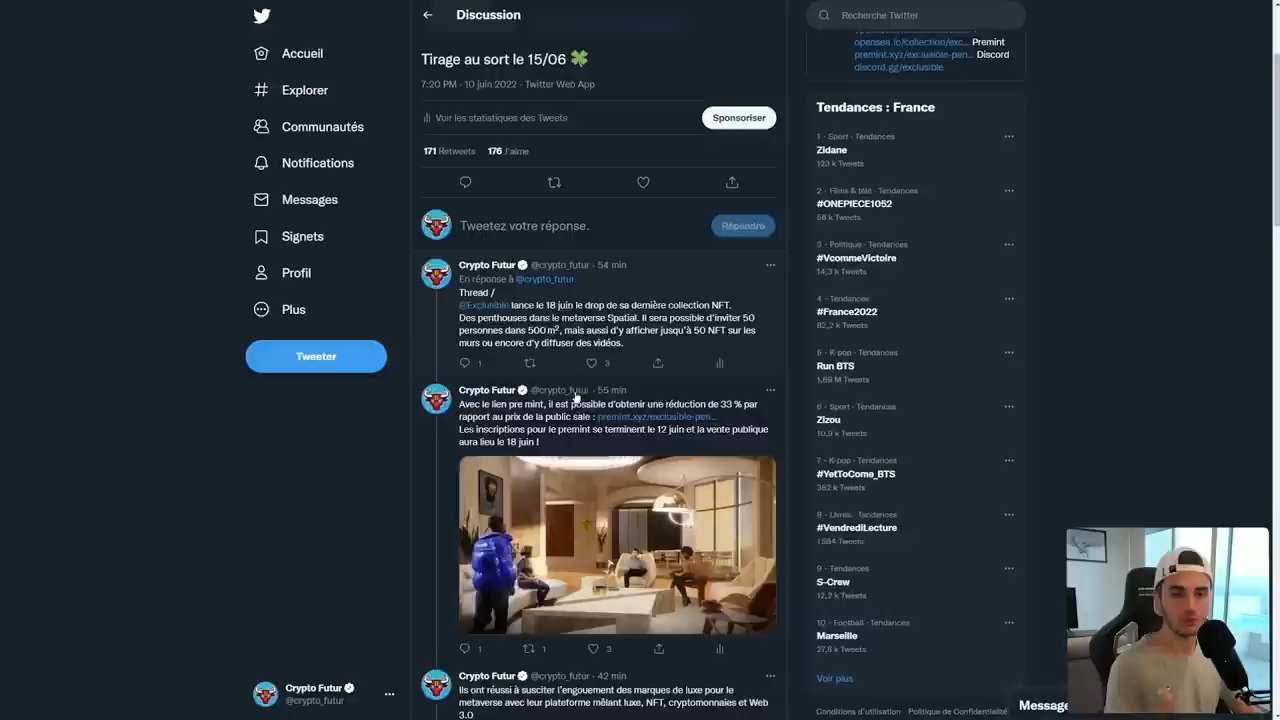 Accueil
Explorer
Communautés
Notifications
Messages
Signets
Profil
Plus
Tweeter
Crypto Futur
@crypto_futur
Discussion
Tirage au sort le 15/06 🍀
7:20 PM · 10 juin 2022 · Twitter Web App
Voir les statistiques des Tweets
Sponsoriser
171 Retweets 176 J'aime
Tweetez votre réponse.
Répondre
Crypto Futur @crypto_futur · 54 min
En réponse à @crypto_futur
Thread /
@Exclusible lance le 18 juin le drop de sa dernière collection NFT.
Des penthouses dans le metaverse Spatial. Il sera possible d'inviter 50
personnes dans 500m², mais aussi d'y afficher jusqu'à 50 NFT sur les
murs ou encore d'y diffuser des vidéos.
1 3
Crypto Futur @crypto_futur · 55 min
Avec le lien pre mint, il est possible d'obtenir une réduction de 33 % par
rapport au prix de la public sale : premint.xyz/exclusible-pen...
Les inscriptions pour le premint se terminent le 12 juin et la vente publique
aura lieu le 18 juin !
1 1 3
Crypto Futur @crypto_futur · 42 min
Ils ont réussi à susciter l'engouement des marques de luxe pour le
metaverse avec leur plateforme mêlant luxe, NFT, cryptomonnaies et Web
3.0
Recherche Twitter
opensea.io/collection/exc... Premint
premint.xyz/exclusible-pen... Discord
discord.gg/exclusible
Tendances : France
1 · Sport · Tendances
Zidane
123 k Tweets
2 · Films & télé · Tendances
#ONEPIECE1052
56 k Tweets
3 · Politique · Tendances
#VcommeVictoire
14,3 k Tweets
4 · Tendances
#France2022
82,2 k Tweets
5 · K-pop · Tendances
Run BTS
1,69 M Tweets
6 · Sport · Tendances
Zizou
10,9 k Tweets
7 · K-pop · Tendances
#YetToCome_BTS
362 k Tweets
8 · Livres · Tendances
#VendrediLecture
1 584 Tweets
9 · Tendances
S-Crew
12,2 k Tweets
10 · Football · Tendances
Marseille
27,8 k Tweets
Voir plus
Conditions d'utilisation Politique de Confidentialité
Message